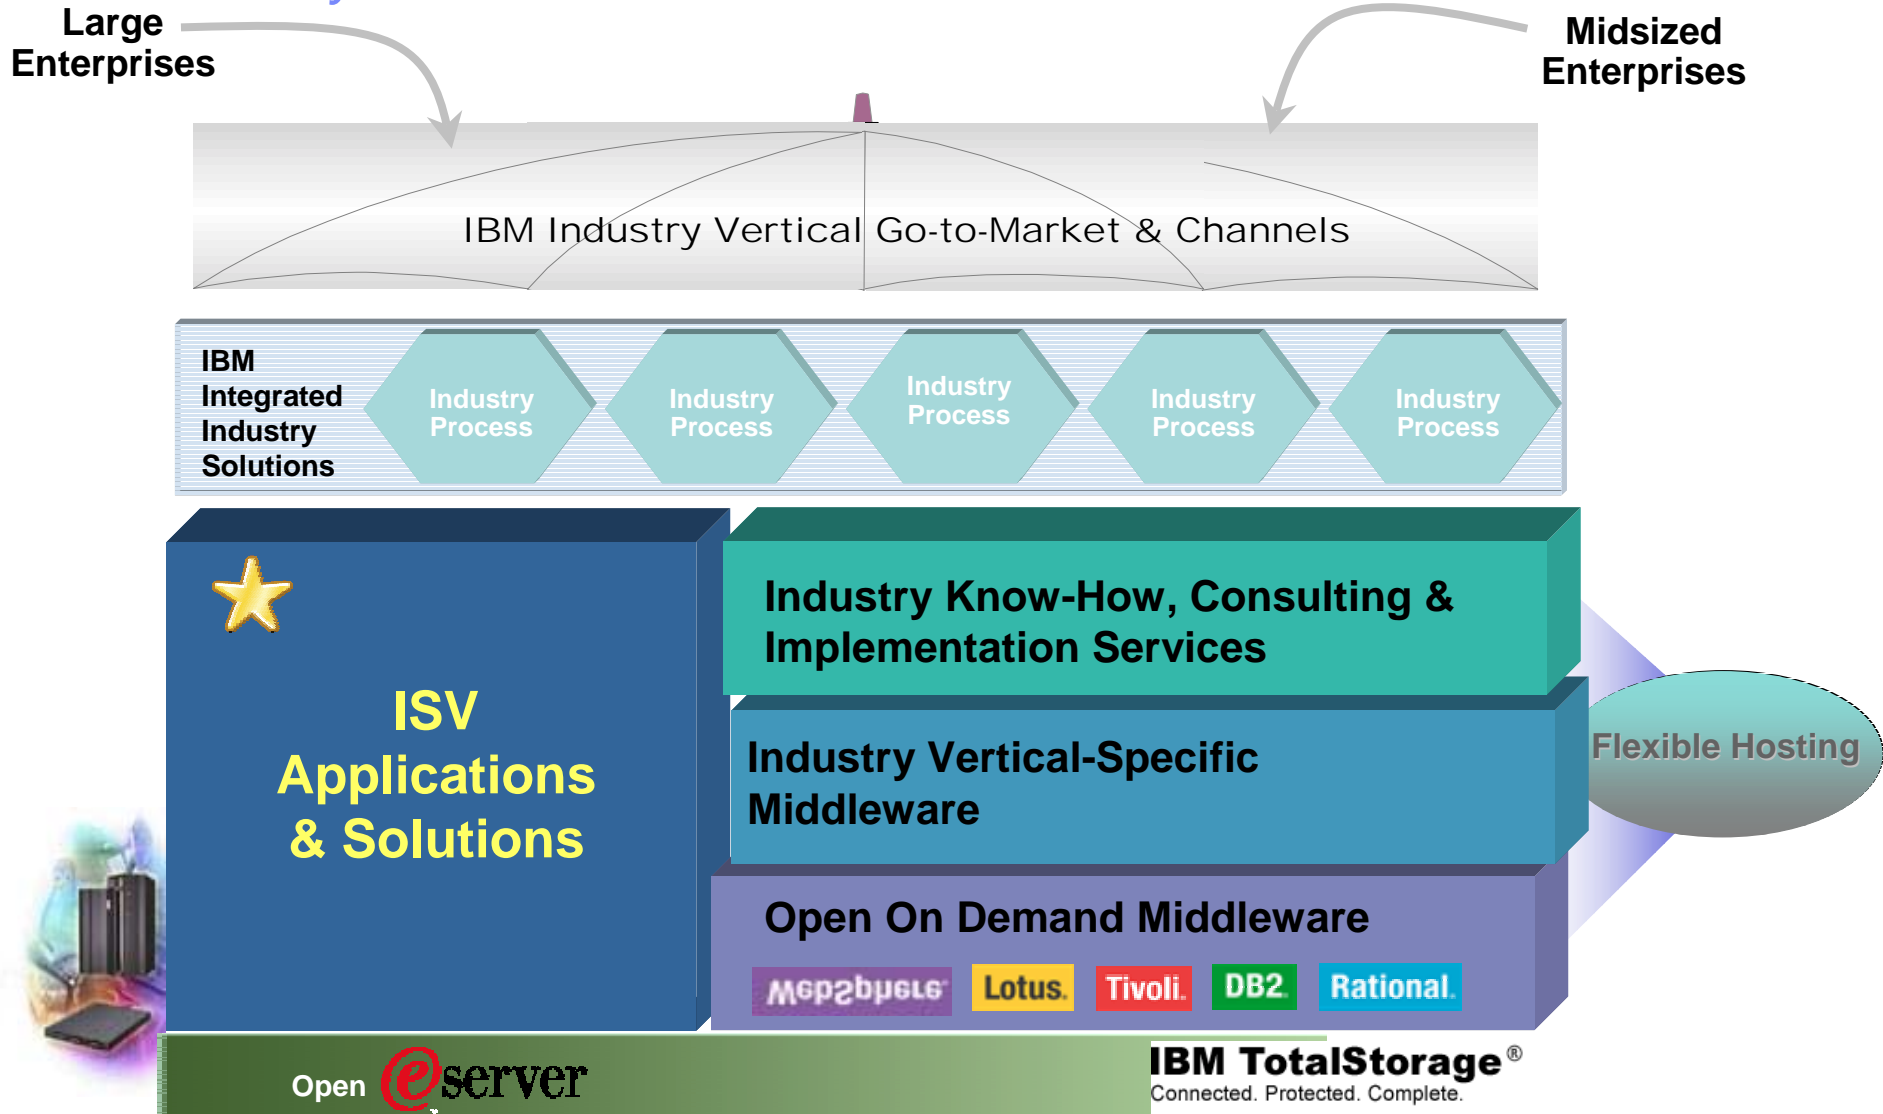 Large
Enterprises
Midsized
Enterprises
IBM Industry Vertical Go-to-Market & Channels
IBM
Integrated
Industry
Solutions
Industry
Process
Industry
Process
Industry
Process
Industry
Process
Industry
Process
ISV
Applications
& Solutions
Industry Know-How, Consulting &
Implementation Services
Industry Vertical-Specific
Middleware
Flexible Hosting
Open On Demand Middleware
WebSphere
Lotus.
Tivoli.
DB2.
Rational.
Open eserver
IBM TotalStorage®
Connected. Protected. Complete.